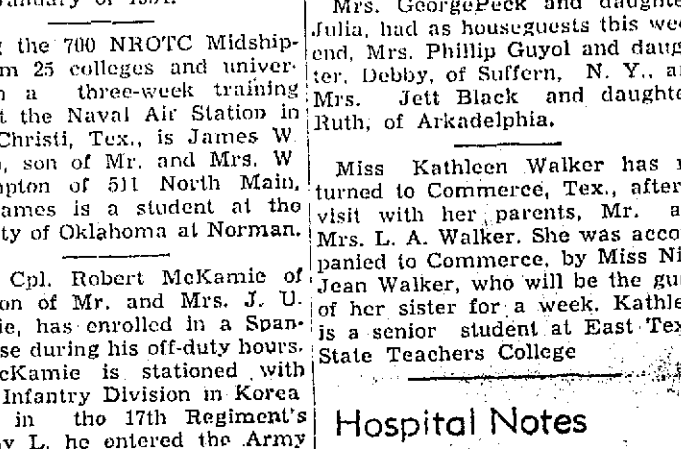 the 700 NROTC Midship-
25 colleges and univer-
a three-week training
the Naval Air Station in
Christi, Tex., is James W.
son of Mr. and Mrs. W
of 511 North Main,
ames is a student at the
ty of Oklahoma at Norman.
Cpl. Robert McKamie of
on of Mr. and Mrs. J. U.
ie, has enrolled in a Span-
se during his off-duty hours.
cKamie is stationed with
Infantry Division in Korea
in tho 17th Regiment's
y L. he entered the Army
Mrs. GeorgePeck and daughte
Julia, had as houseguests this wee
end, Mrs. Phillip Guyol and daug
ter, Debby, of Suffern, N. Y., a
Mrs. Jett Black and daughte
Ruth, of Arkadelphia.
Miss Kathleen Walker has
turned to Commerce, Tex., after
visit with her parents, Mr. a
Mrs. L. A. Walker. She was acco
panied to Commerce, by Miss Ni
Jean Walker, who will be the gu
of her sister for a week. Kathle
is a senior student at East Tex
State Teachers College
Hospital Notes